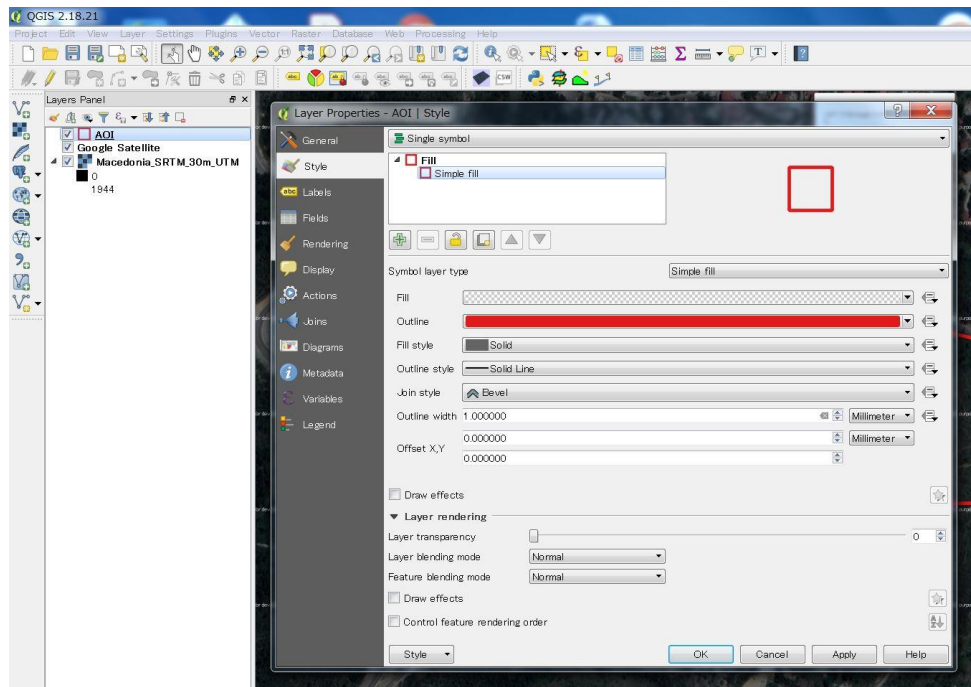 QGIS 2.18.21
Project Edit View Layer Settings Plugins Vector Raster Database Web Processing Help
CSW
Layers Panel
AOI
Google Satellite
Macedonia_SRTM_30m_UTM
0
1944
Layer Properties - AOI | Style
General
Style
Labels
Fields
Rendering
Display
Actions
Joins
Diagrams
Metadata
Variables
Legend
Single symbol
Fill
Simple fill
Symbol layer type Simple fill
Fill
Outline
Fill style Solid
Outline style Solid Line
Join style Bevel
Outline width 1.000000 Millimeter
Offset X,Y 0.000000 Millimeter
0.000000
Draw effects
Layer rendering
Layer transparency 0
Layer blending mode Normal
Feature blending mode Normal
Draw effects
Control feature rendering order
Style OK Cancel Apply Help